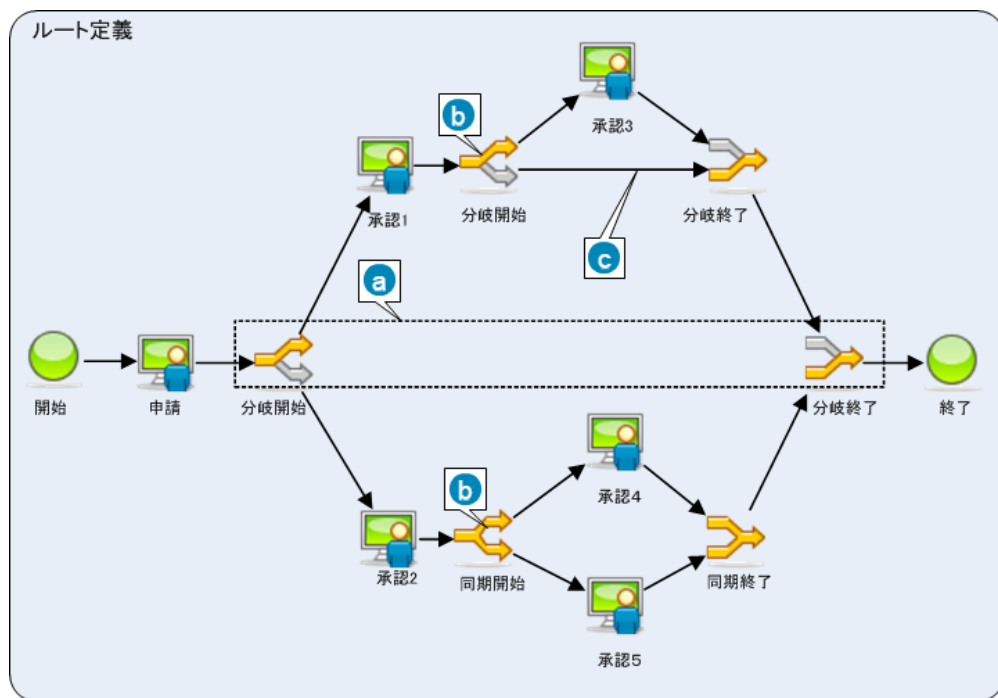 ルート定義
承認3
b
承認1
分岐開始
分岐終了
c
a
開始
申請
分岐開始
分岐終了
終了
承認4
b
承認2
同期開始
同期終了
承認5